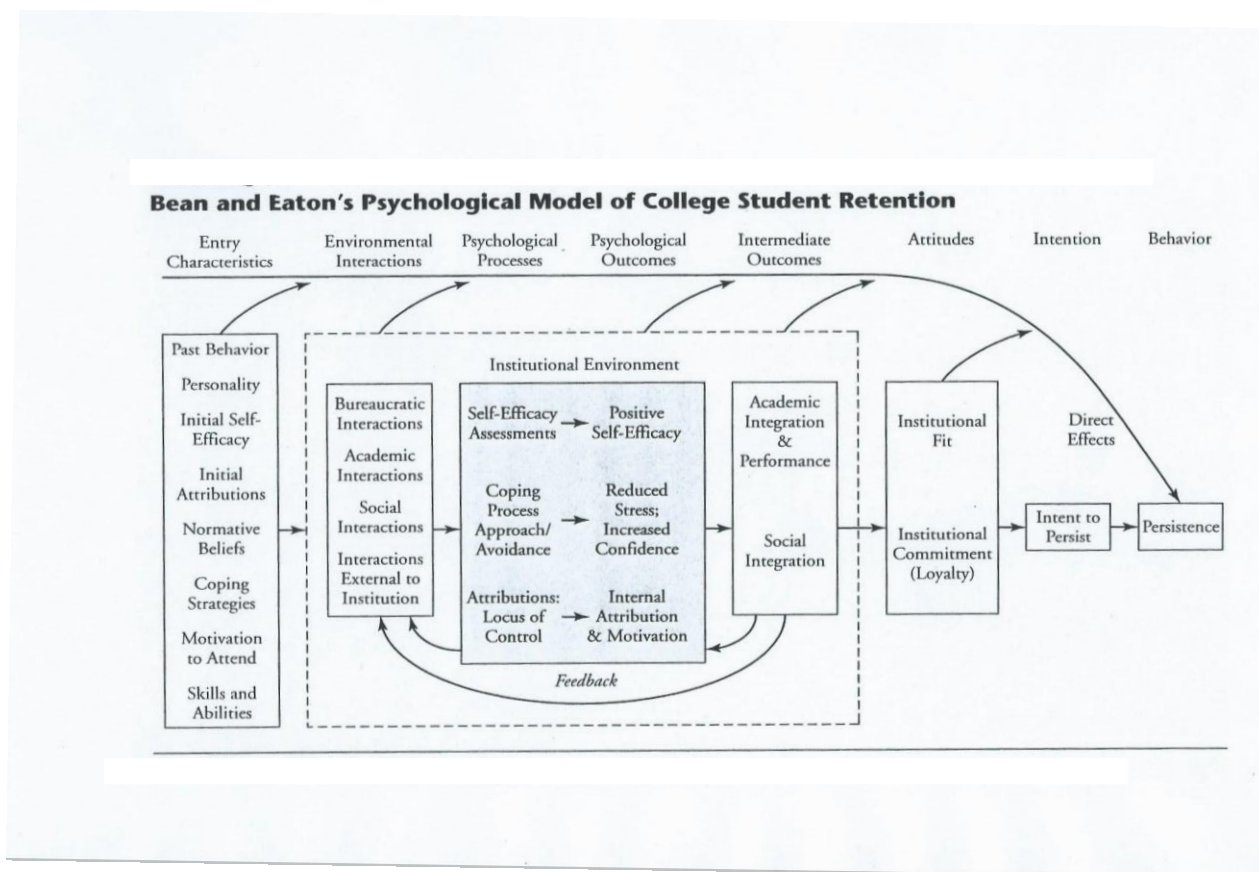 Bean and Eaton's Psychological Model of College Student Retention
Entry
Characteristics
Environmental
Interactions
Psychological
Processes
Psychological
Outcomes
Intermediate
Outcomes
Attitudes
Intention
Behavior
Past Behavior
Personality
Initial Self-
Efficacy
Initial
Attributions
Normative
Beliefs
Coping
Strategies
Motivation
to Attend
Skills and
Abilities
Institutional Environment
Bureaucratic
Interactions
Academic
Interactions
Social
Interactions
Interactions
External to
Institution
Self-Efficacy
Assessments
Positive
Self-Efficacy
Coping
Process
Approach/
Avoidance
Reduced
Stress;
Increased
Confidence
Attributions:
Locus of
Control
Internal
Attribution
& Motivation
Feedback
Academic
Integration
&
Performance
Social
Integration
Institutional
Fit
Institutional
Commitment
(Loyalty)
Direct
Effects
Intent to
Persist
Persistence